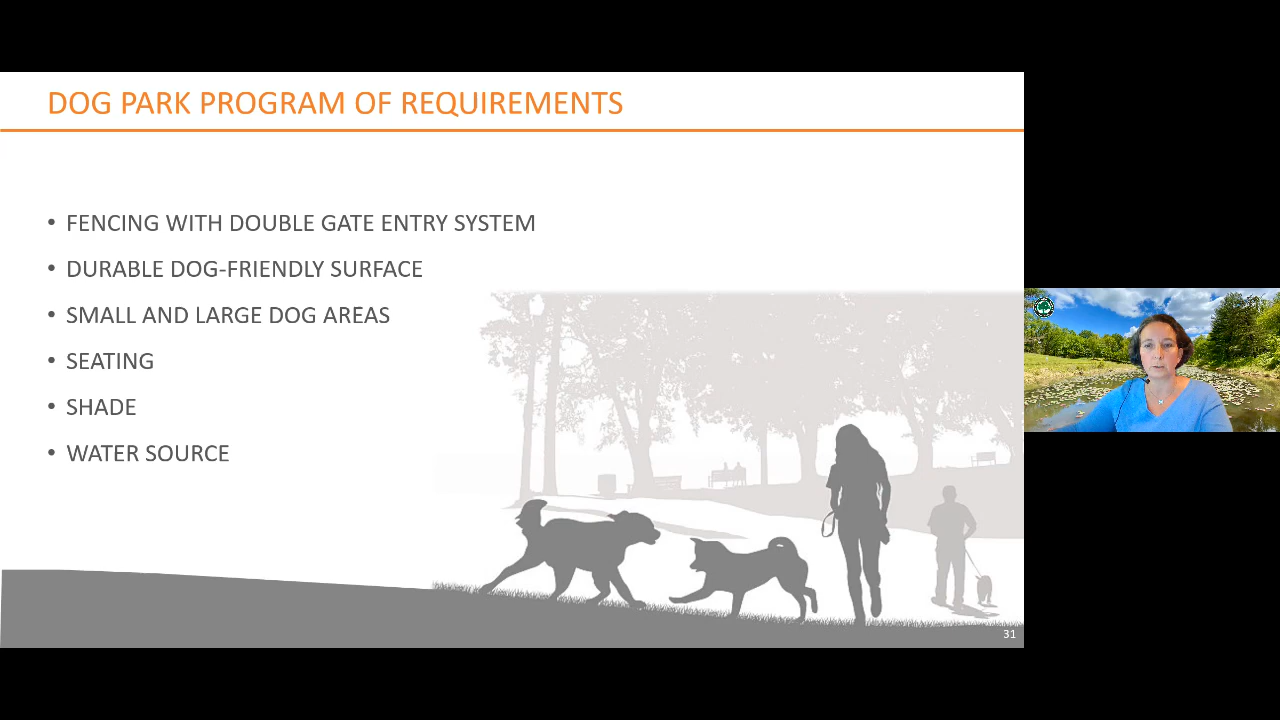 DOG PARK PROGRAM OF REQUIREMENTS
• FENCING WITH DOUBLE GATE ENTRY SYSTEM
• DURABLE DOG-FRIENDLY SURFACE
• SMALL AND LARGE DOG AREAS
• SEATING
• SHADE
• WATER SOURCE
31